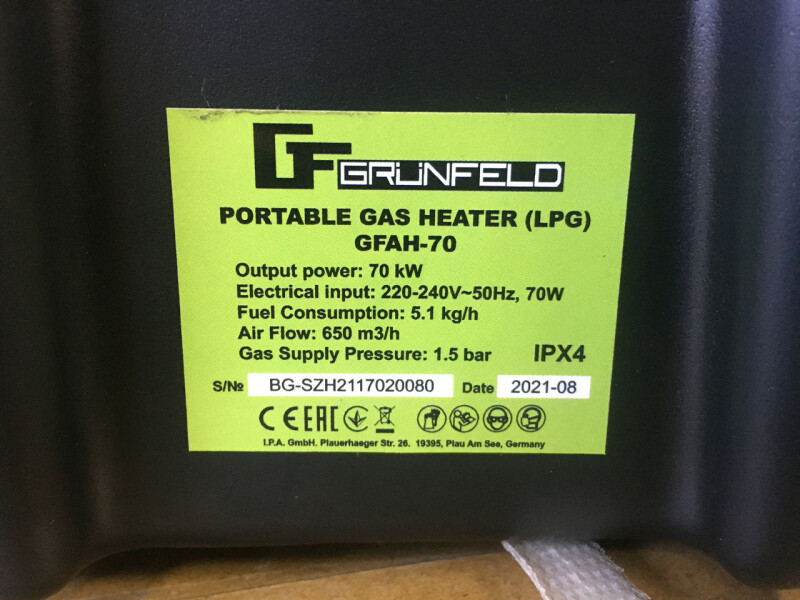 GF GRÜNFELD
PORTABLE GAS HEATER (LPG)
GFAH-70
Output power: 70 kW
Electrical input: 220-240V~50Hz, 70W
Fuel Consumption: 5.1 kg/h
Air Flow: 650 m3/h
Gas Supply Pressure: 1.5 bar IPX4
S/№ BG-SZH2117020080 Date 2021-08
CE EAC
I.P.A. GmbH. Plauerhaeger Str. 26. 19395, Plau Am See, Germany